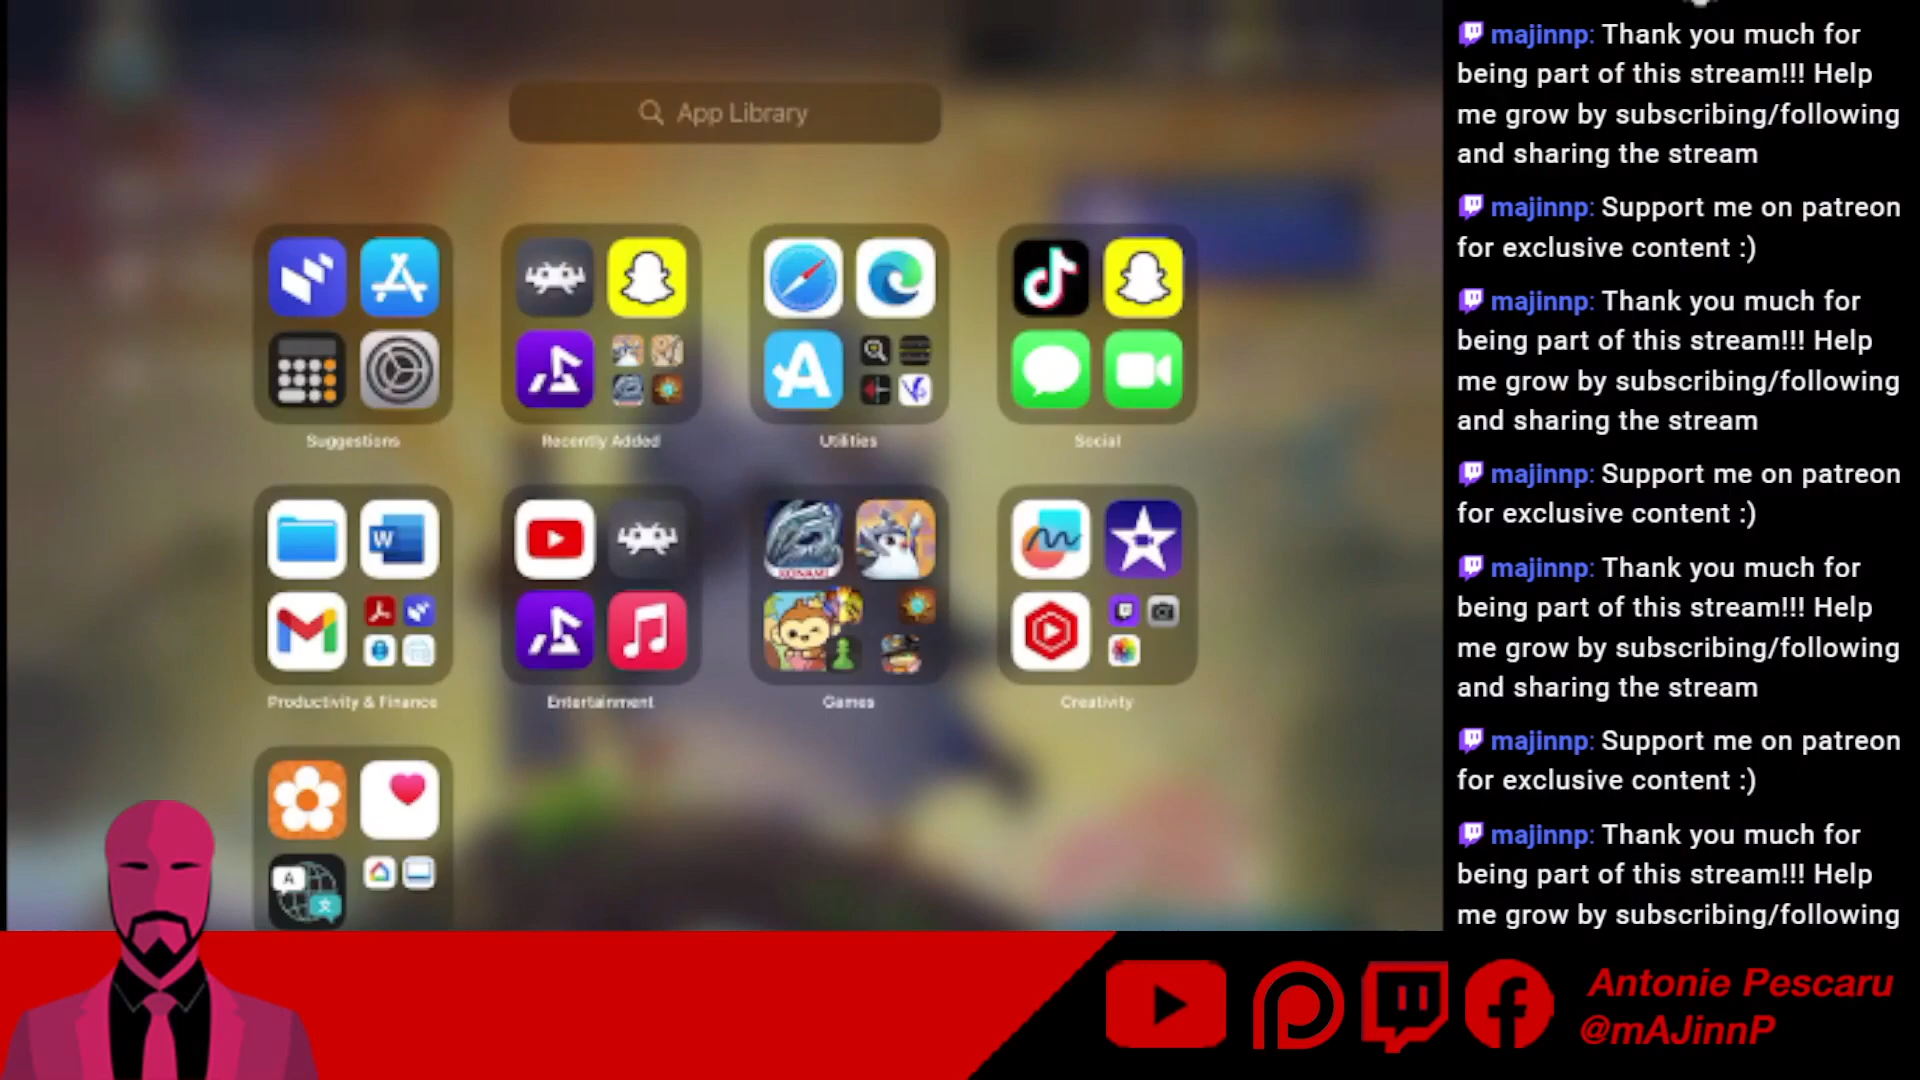 App Library
Suggestions
Recently Added
Utilities
Social
W
KONAMI
Productivity & Finance
Entertainment
Games
Creativity
A
文
majinnp: Thank you much for
being part of this stream!!! Help
me grow by subscribing/following
and sharing the stream
majinnp: Support me on patreon
for exclusive content :)
majinnp: Thank you much for
being part of this stream!!! Help
me grow by subscribing/following
and sharing the stream
majinnp: Support me on patreon
for exclusive content :)
majinnp: Thank you much for
being part of this stream!!! Help
me grow by subscribing/following
and sharing the stream
majinnp: Support me on patreon
for exclusive content :)
majinnp: Thank you much for
being part of this stream!!! Help
me grow by subscribing/following
Antonie Pescaru
@mAJinnP